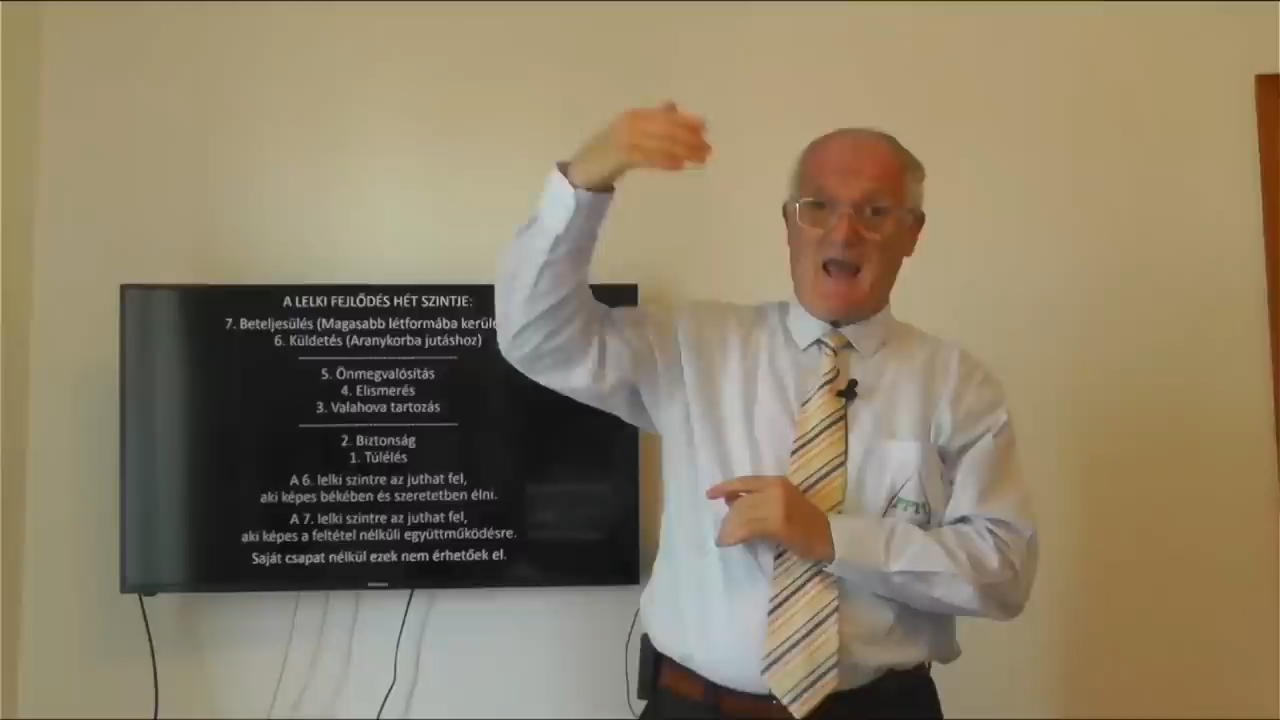 A LELKI FEJLŐDÉS HÉT SZINTJE:
7. Beteljesülés (Magasabb létformába
6. Küldetés (Aranykorba jutáshoz)
5. Önmegvalósítás
4. Elismerés
3. Valahova tartozás
2. Biztonság
1. Túlélés
A 6. lelki szintre az juthat fel,
aki képes békében és szeretetben élni.
A 7. lelki szintre az juthat fel,
aki képes a feltétel nélküli együttműködésre.
Saját csapat nélkül ezek nem érhetőek el.